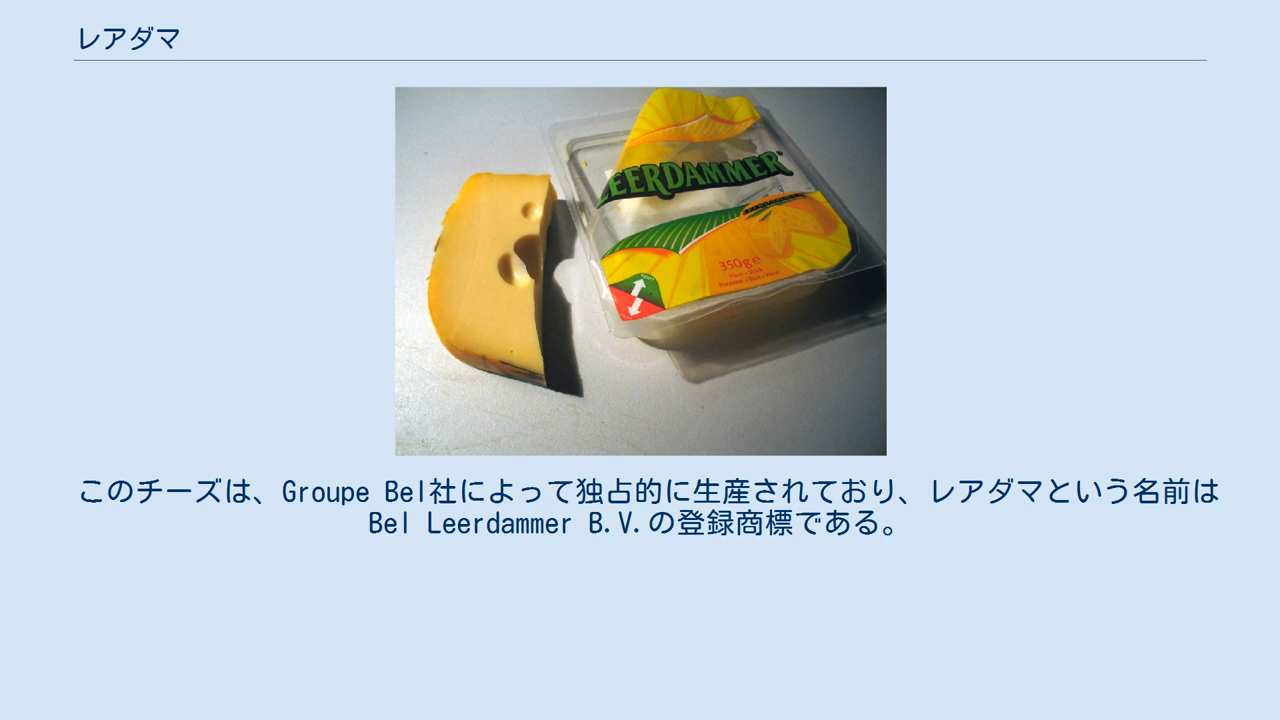 レアダマ
LEERDAMMER
350g e
このチーズは、Groupe Bel社によって独占的に生産されており、レアダマという名前は
Bel Leerdammer B.V.の登録商標である。